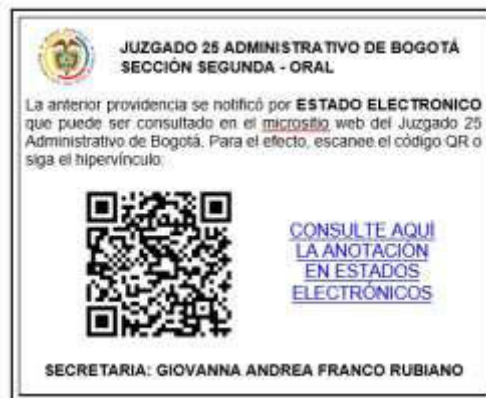 JUZGADO 25 ADMINISTRATIVO DE BOGOTÁ
SECCIÓN SEGUNDA - ORAL
La anterior providencia se notificó por ESTADO ELECTRONICO
que puede ser consultado en el micrositio web del Juzgado 25
Administrativo de Bogotá. Para el efecto, escanee el código QR o
siga el hipervínculo:
CONSULTE AQUÍ
LA ANOTACIÓN
EN ESTADOS
ELECTRÓNICOS
SECRETARIA: GIOVANNA ANDREA FRANCO RUBIANO